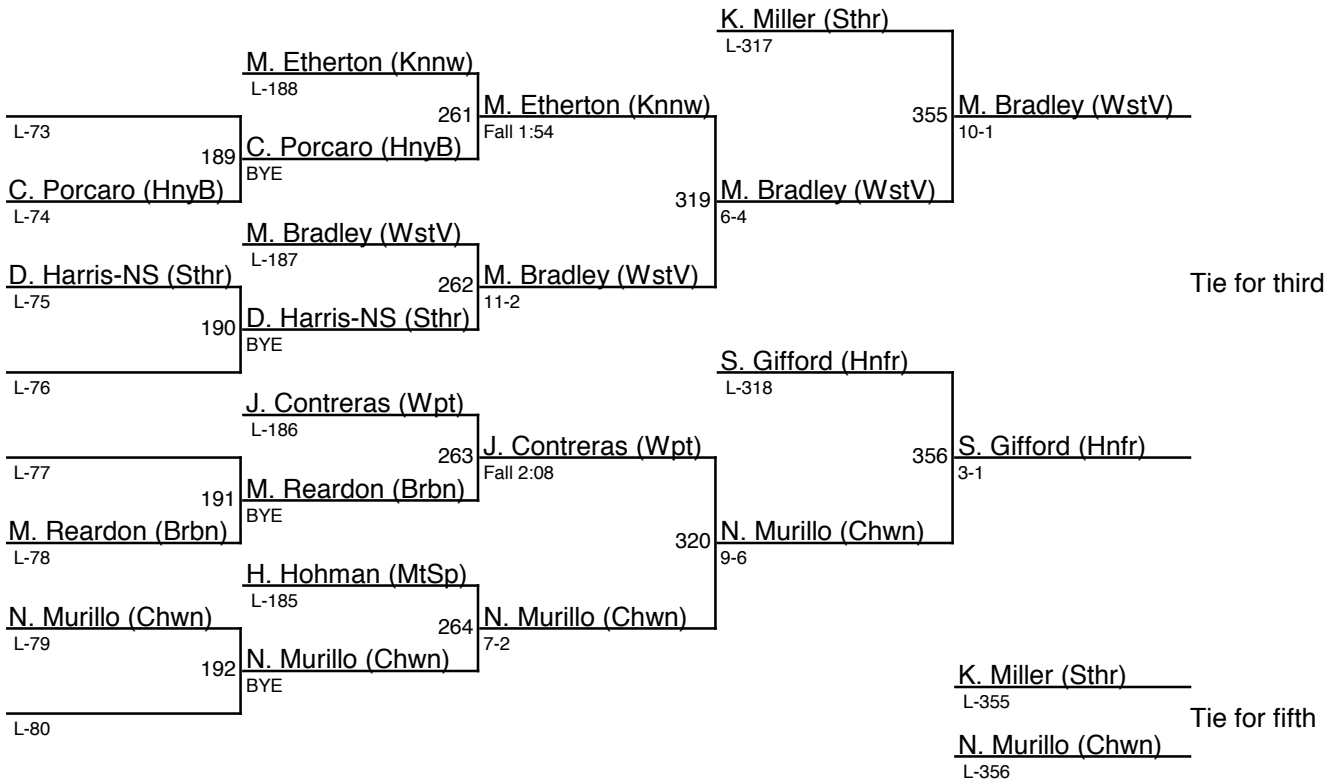 K. Miller (Sthr)
L-317
M. Etherton (Knnw)
L-188
261 M. Etherton (Knnw)
Fall 1:54
355 M. Bradley (WstV)
10-1
L-73
189 C. Porcaro (HnyB)
BYE
C. Porcaro (HnyB)
L-74
319 M. Bradley (WstV)
6-4
M. Bradley (WstV)
L-187
D. Harris-NS (Sthr)
L-75
262 M. Bradley (WstV)
11-2
Tie for third
190 D. Harris-NS (Sthr)
BYE
L-76
S. Gifford (Hnfr)
L-318
J. Contreras (Wpt)
L-186
L-77
263 J. Contreras (Wpt)
Fall 2:08
356 S. Gifford (Hnfr)
3-1
191 M. Reardon (Brbn)
BYE
M. Reardon (Brbn)
L-78
320 N. Murillo (Chwn)
9-6
H. Hohman (MtSp)
L-185
N. Murillo (Chwn)
L-79
264 N. Murillo (Chwn)
7-2
192 N. Murillo (Chwn)
BYE
K. Miller (Sthr)
L-355
L-80
Tie for fifth
N. Murillo (Chwn)
L-356